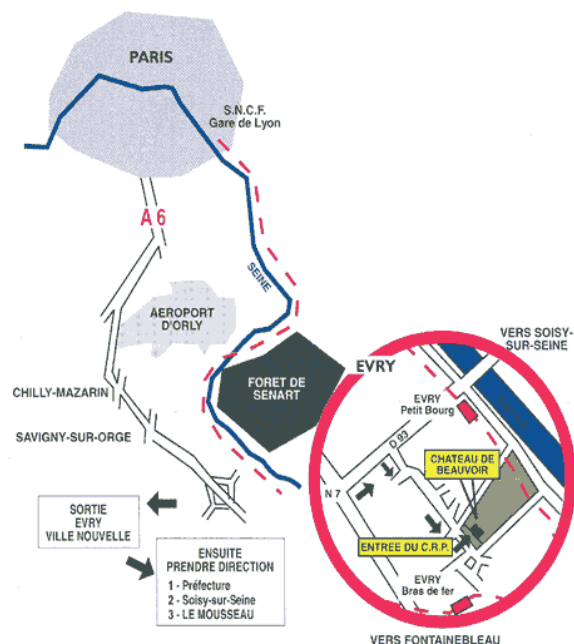 PARIS
S.N.C.F.
Gare de Lyon
A 6
SEINE
AEROPORT
D'ORLY
VERS SOISY-
SUR-SEINE
FORET DE
SENART
EVRY
EVRY
Petit Bourg
CHILLY-MAZARIN
SAVIGNY-SUR-ORGE
D 93
CHATEAU DE
BEAUVOIR
N 7
SORTIE
EVRY
VILLE NOUVELLE
ENTREE DU C.R.P.
ENSUITE
PRENDRE DIRECTION
1 - Préfecture
2 - Soisy-sur-Seine
3 - LE MOUSSEAU
EVRY
Bras de fer
VERS FONTAINEBLEAU